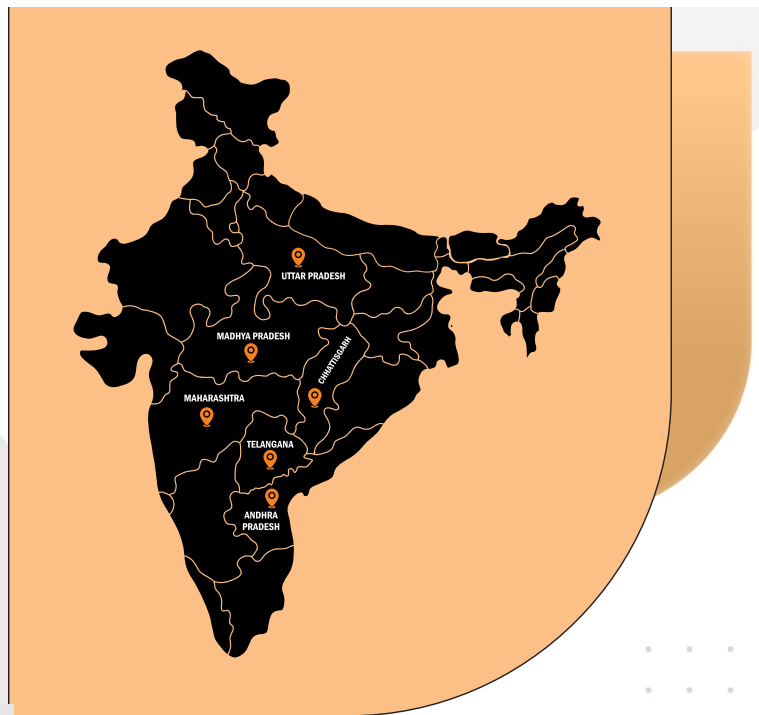 UTTAR PRADESH
MADHYA PRADESH
CHHATTISGARH
MAHARASHTRA
TELANGANA
ANDHRA
PRADESH